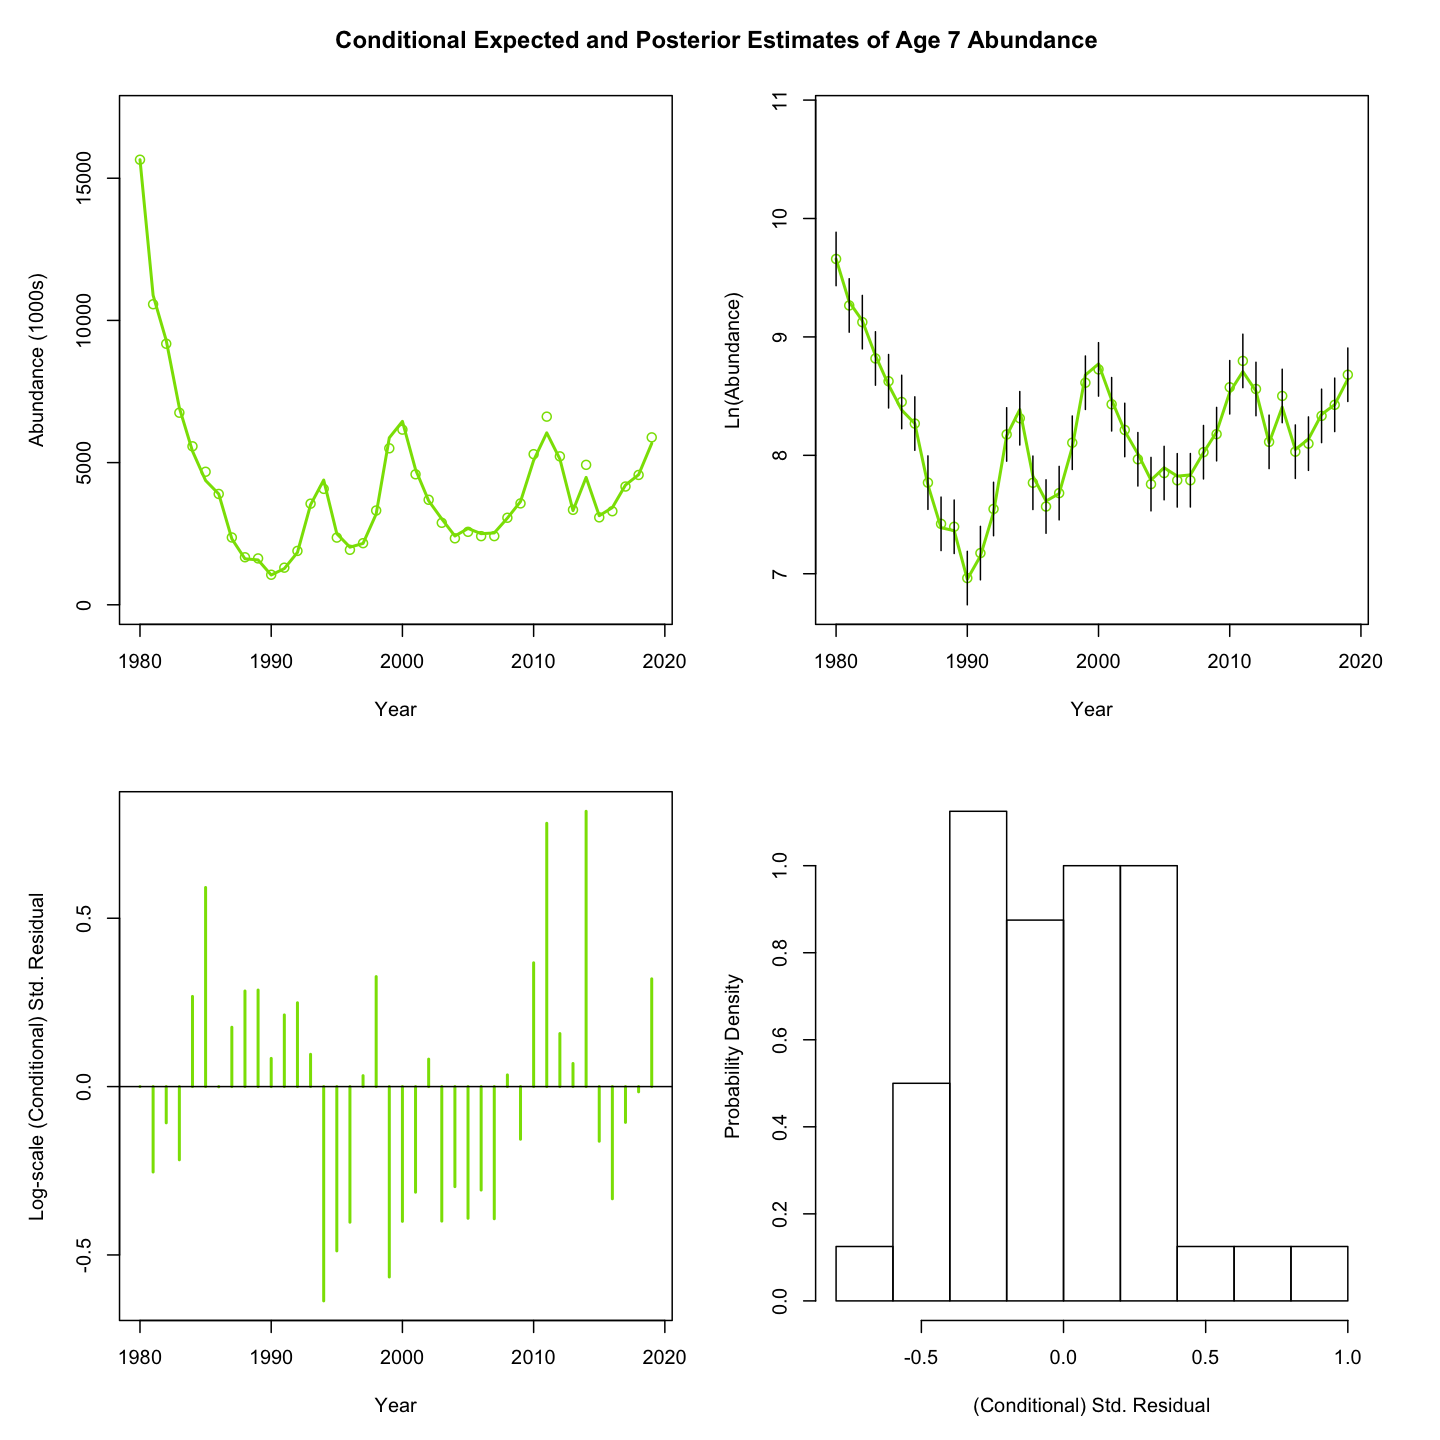 Conditional Expected and Posterior Estimates of Age 7 Abundance
Abundance (1000s)
15000
10000
5000
0
1980 1990 2000 2010 2020
Year
Ln(Abundance)
11
10
9
8
7
1980 1990 2000 2010 2020
Year
Log-scale (Conditional) Std. Residual
0.5
0.0
-0.5
1980 1990 2000 2010 2020
Year
Probability Density
1.0
0.8
0.6
0.4
0.2
0.0
-0.5 0.0 0.5 1.0
(Conditional) Std. Residual